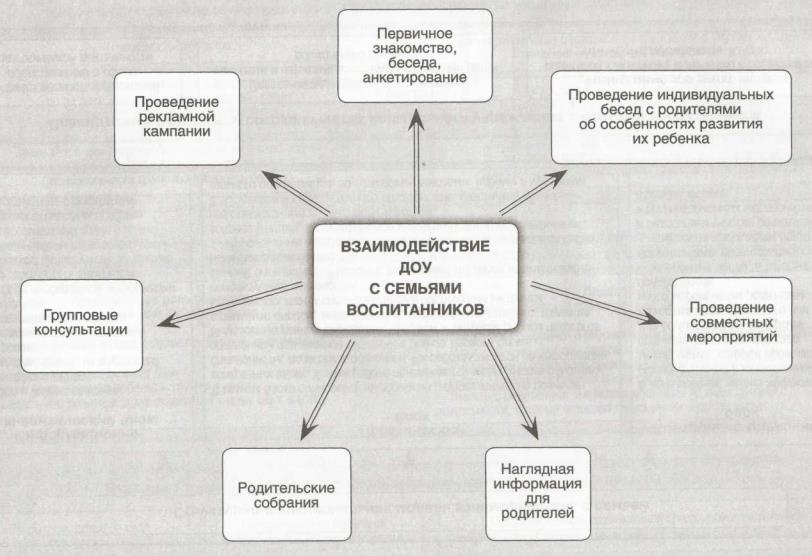 Первичное
знакомство,
беседа,
анкетирование
Проведение
рекламной
кампании
Проведение индивидуальных
бесед с родителями
об особенностях развития
их ребенка
ВЗАИМОДЕЙСТВИЕ
ДОУ
С СЕМЬЯМИ
ВОСПИТАННИКОВ
Групповые
консультации
Проведение
совместных
мероприятий
Родительские
собрания
Наглядная
информация
для
родителей